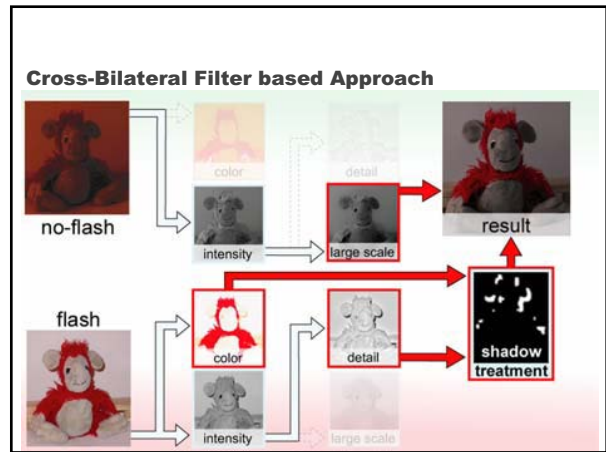 Cross-Bilateral Filter based Approach
color
detail
no-flash
intensity
large scale
result
flash
color
detail
shadow
treatment
intensity
large scale